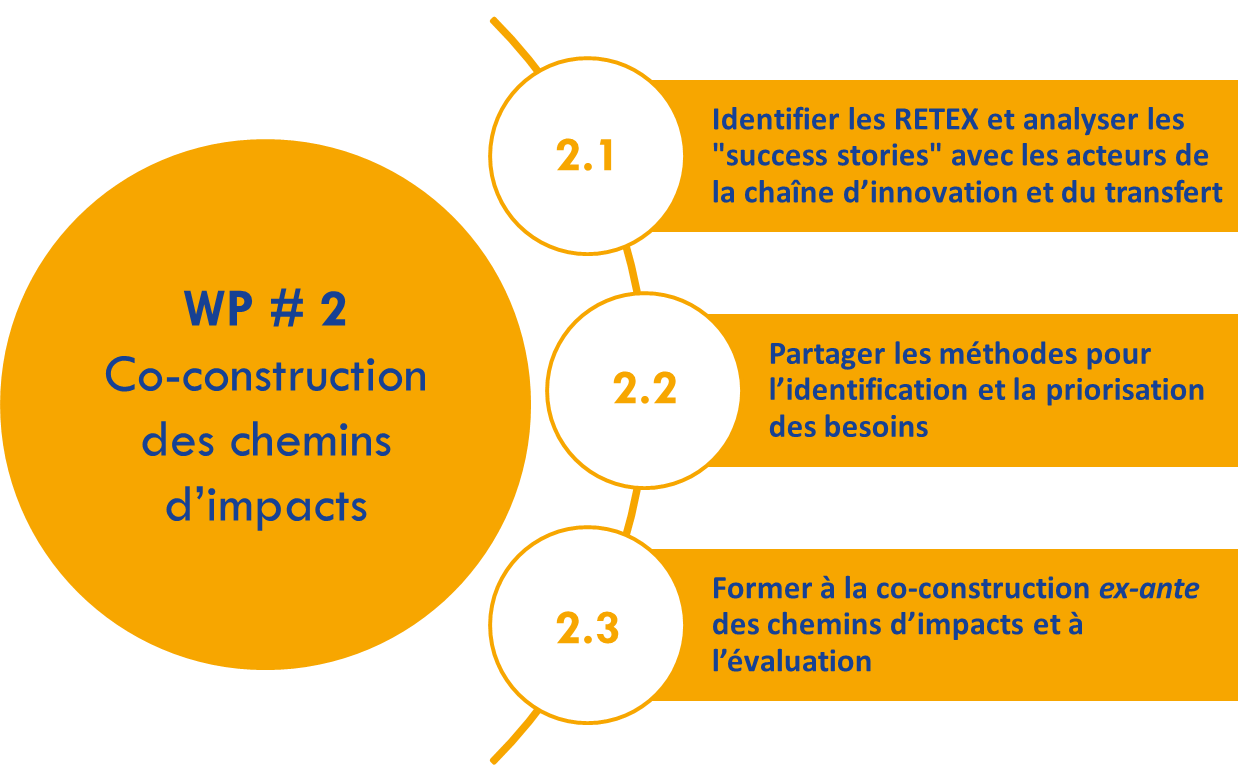 WP # 2
Co-construction
des chemins
d’impacts
2.1
Identifier les RETEX et analyser les
"success stories" avec les acteurs de
la chaîne d’innovation et du transfert
2.2
Partager les méthodes pour
l’identification et la priorisation
des besoins
2.3
Former à la co-construction ex-ante
des chemins d’impacts et à
l’évaluation